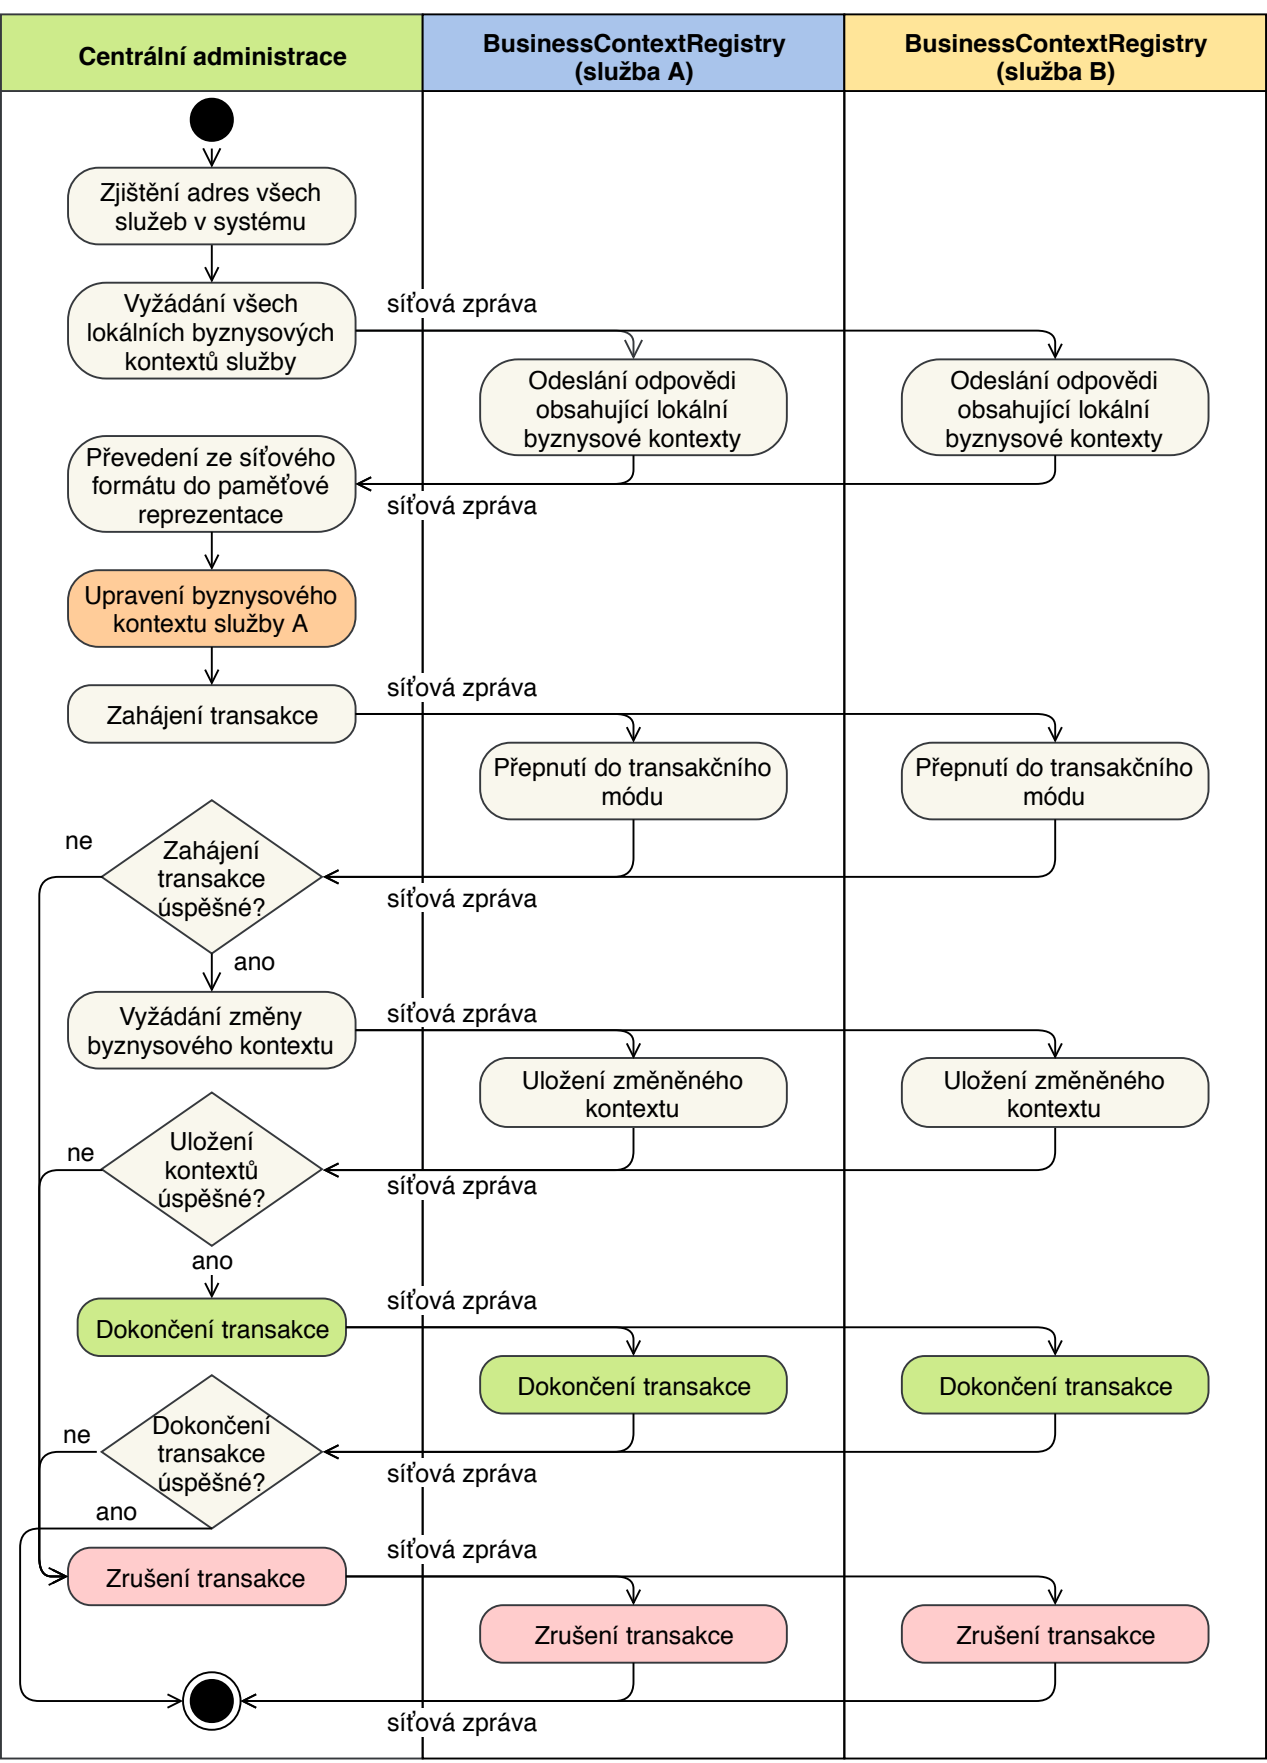 Centrální administrace
BusinessContextRegistry
(služba A)
BusinessContextRegistry
(služba B)
Zjištění adres všech
služeb v systému
Vyžádání všech
lokálních byznysových
kontextů služby
síťová zpráva
Odeslání odpovědi
obsahující lokální
byznysové kontexty
Odeslání odpovědi
obsahující lokální
byznysové kontexty
Převedení ze síťového
formátu do paměťové
reprezentace
síťová zpráva
Upravení byznysového
kontextu služby A
síťová zpráva
Zahájení transakce
Přepnutí do transakčního
módu
Přepnutí do transakčního
módu
ne
Zahájení
transakce
úspěšné?
síťová zpráva
ano
Vyžádání změny
byznysového kontextu
síťová zpráva
Uložení změněného
kontextu
Uložení změněného
kontextu
ne
Uložení
kontextů
úspěšné?
síťová zpráva
ano
síťová zpráva
Dokončení transakce
Dokončení transakce
Dokončení transakce
ne
Dokončení
transakce
úspěšné?
síťová zpráva
ano
síťová zpráva
Zrušení transakce
Zrušení transakce
Zrušení transakce
síťová zpráva